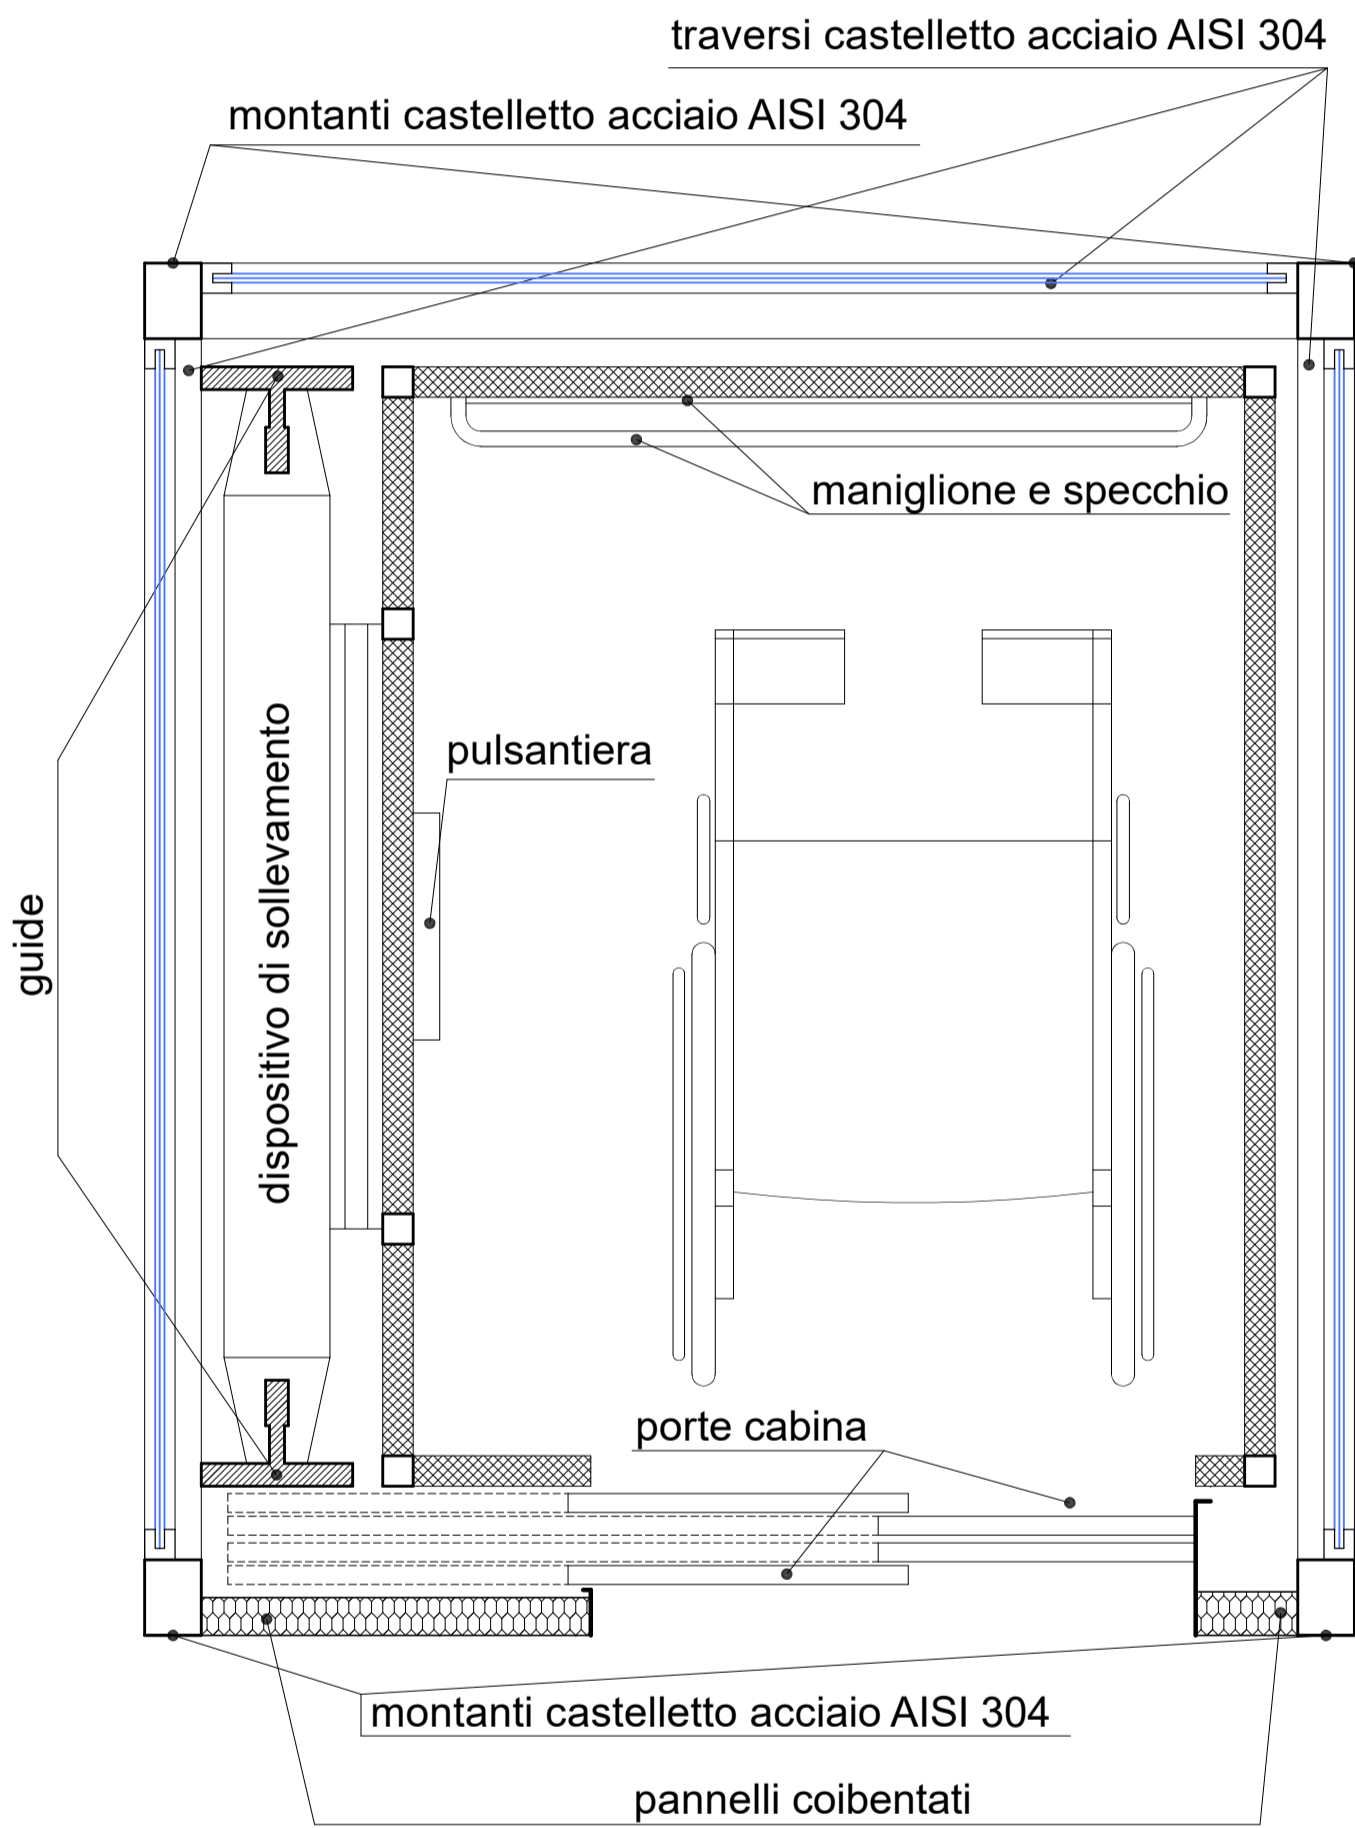 traversi castelletto acciaio AISI 304
montanti castelletto acciaio AISI 304
maniglione e specchio
pulsantiera
dispositivo di sollevamento
guide
porte cabina
montanti castelletto acciaio AISI 304
pannelli coibentati